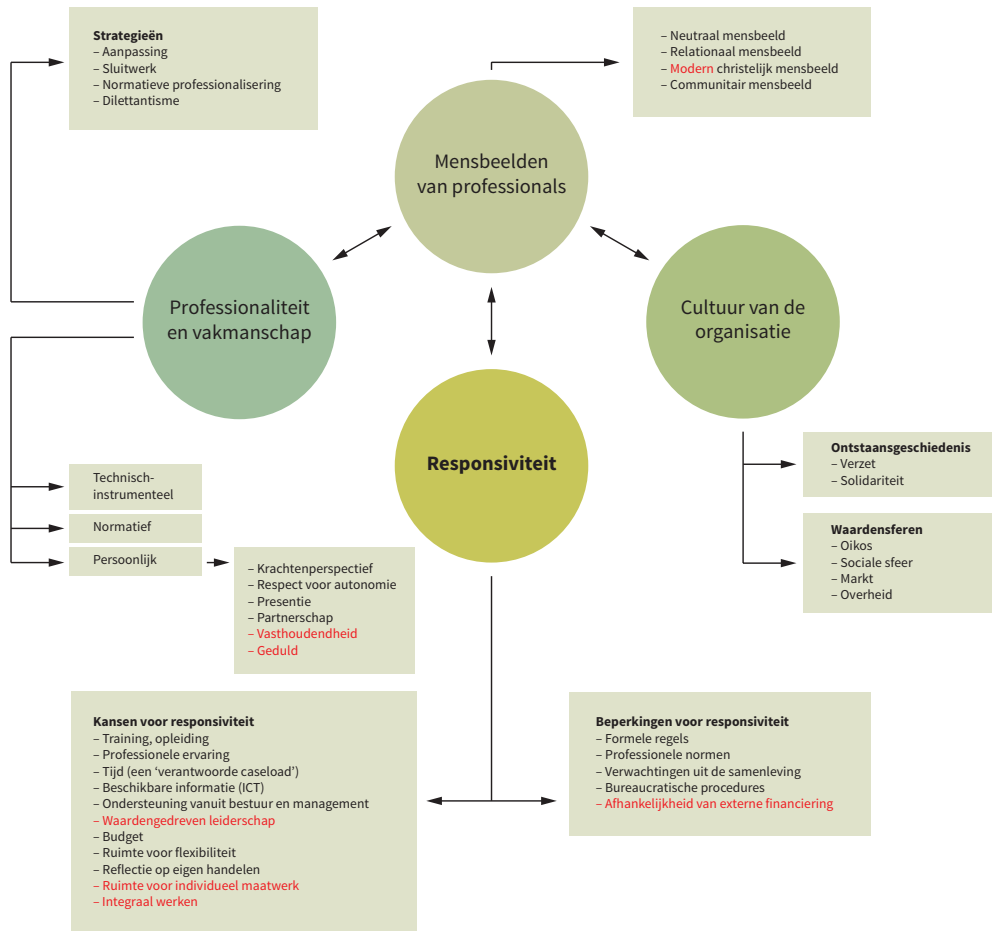 Strategieën
– Aanpassing
– Sluitwerk
– Normatieve professionalisering
– Dilettantisme
– Neutraal mensbeeld
– Relationaal mensbeeld
– Modern christelijk mensbeeld
– Communitair mensbeeld
Mensbeelden
van professionals
Professionaliteit
en vakmanschap
Cultuur van de
organisatie
Responsiviteit
Ontstaansgeschiedenis
– Verzet
– Solidariteit
Waardensferen
– Oikos
– Sociale sfeer
– Markt
– Overheid
Technisch-
instrumenteel
Normatief
Persoonlijk
– Krachtenperspectief
– Respect voor autonomie
– Presentie
– Partnerschap
– Vasthoudendheid
– Geduld
Kansen voor responsiviteit
– Training, opleiding
– Professionele ervaring
– Tijd (een ‘verantwoorde caseload’)
– Beschikbare informatie (ICT)
– Ondersteuning vanuit bestuur en management
– Waardengedreven leiderschap
– Budget
– Ruimte voor flexibiliteit
– Reflectie op eigen handelen
– Ruimte voor individueel maatwerk
– Integraal werken
Beperkingen voor responsiviteit
– Formele regels
– Professionele normen
– Verwachtingen uit de samenleving
– Bureaucratische procedures
– Afhankelijkheid van externe financiering